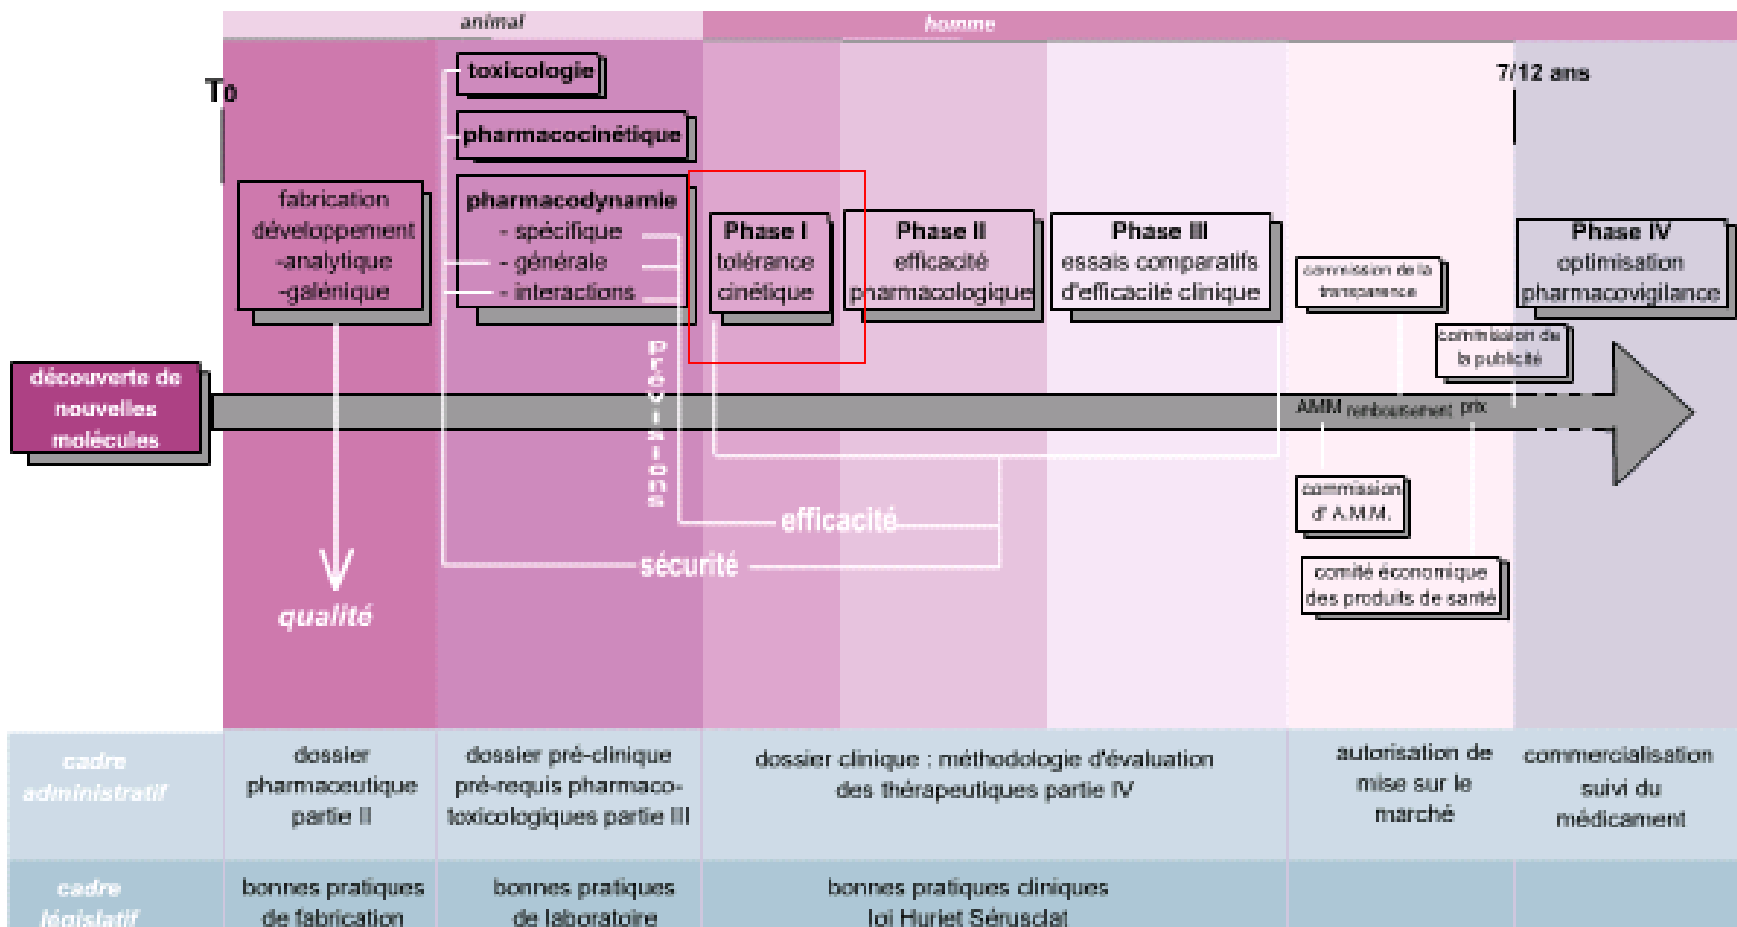 animal
homme
T0
7/12 ans
toxicologie
pharmacocinétique
pharmacodynamie
- spécifique
- générale
- interactions
fabrication
développement
-analytique
-galénique
Phase I
tolérance
cinétique
Phase II
efficacité
pharmacologique
Phase III
essais comparatifs
d'efficacité clinique
commission de la
transparence
Phase IV
optimisation
pharmacovigilance
commission de
la publicité
découverte de
nouvelles
molécules
prévisions
AMM remboursement prix
commission
d' A.M.M.
comité économique
des produits de santé
efficacité
sécurité
qualité
cadre
administratif
dossier
pharmaceutique
partie II
dossier pré-clinique
pré-requis pharmaco-
toxicologiques partie III
dossier clinique : méthodologie d'évaluation
des thérapeutiques partie IV
autorisation de
mise sur le
marché
commercialisation
suivi du
médicament
cadre
législatif
bonnes pratiques
de fabrication
bonnes pratiques
de laboratoire
bonnes pratiques cliniques
loi Huriet Sérusclat